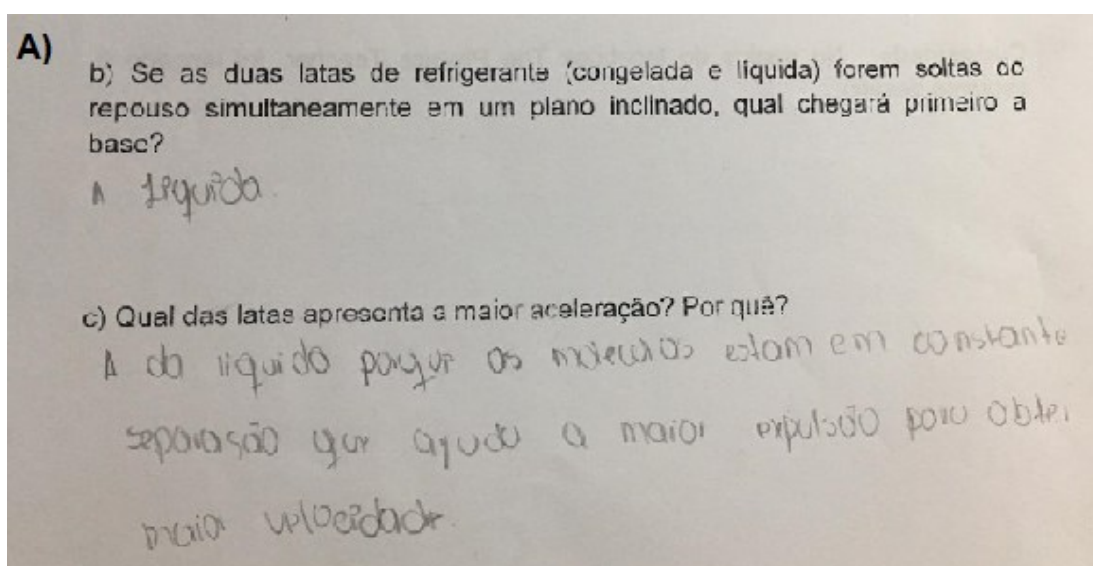 A)
b) Se as duas latas de refrigerante (congelada e líquida) forem soltas do
repouso simultaneamente em um plano inclinado, qual chegará primeiro a
base?
A líquida.
c) Qual das latas apresenta a maior aceleração? Por quê?
A do liquido porque as moleculas estam em constante
separasão que ajuda a maior expulsão para obter
maior velocidade.